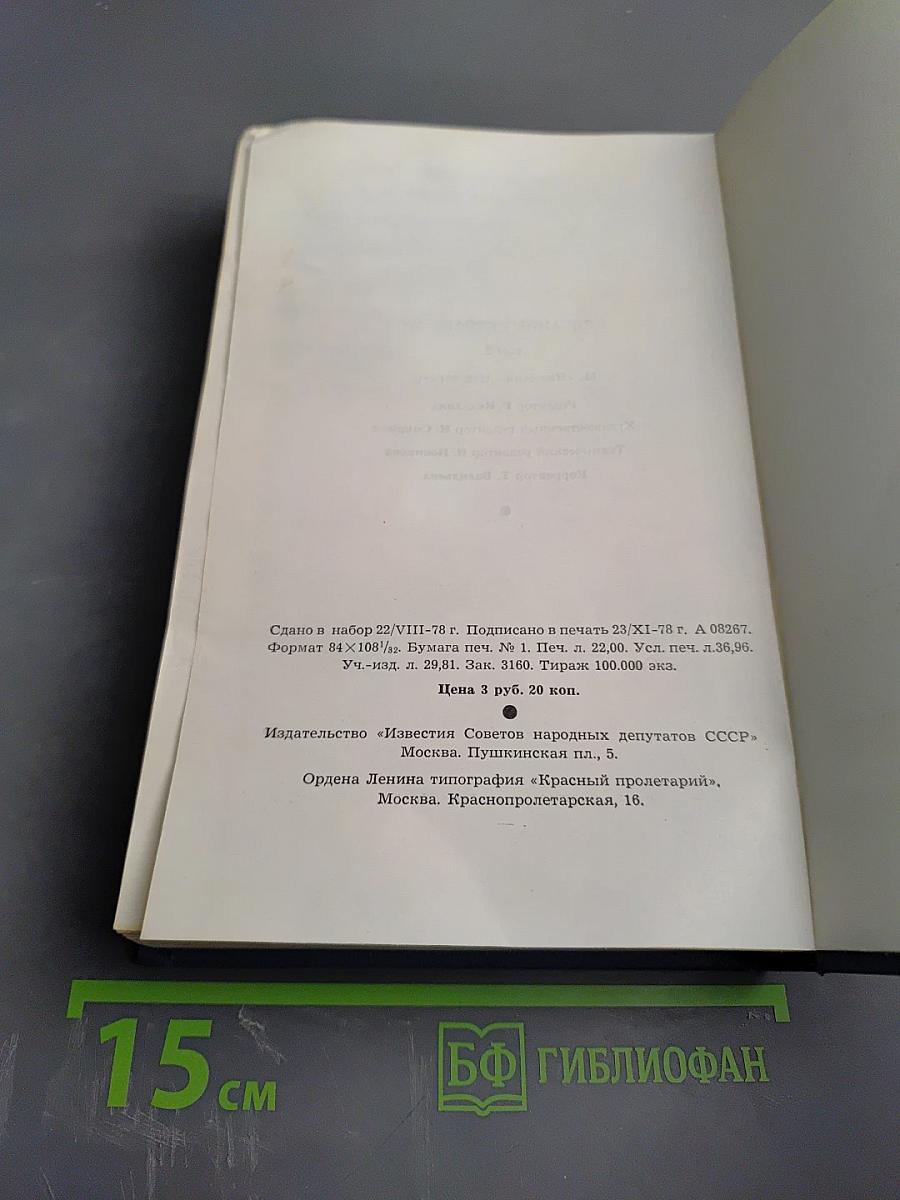 Сдано в набор 22/VIII-78 г. Подписано в печать 23/XI-78 г. А 08267.
Формат 84×108¹/₃₂. Бумага печ. № 1. Печ. л. 22,00. Усл. печ. л.36,96.
Уч.-изд. л. 29,81. Зак. 3160. Тираж 100.000 экз.
Цена 3 руб. 20 коп.
Издательство «Известия Советов народных депутатов СССР»
Москва. Пушкинская пл., 5.
Ордена Ленина типография «Красный пролетарий»,
Москва. Краснопролетарская, 16.
15 см
БФ ГИБЛИОФАН